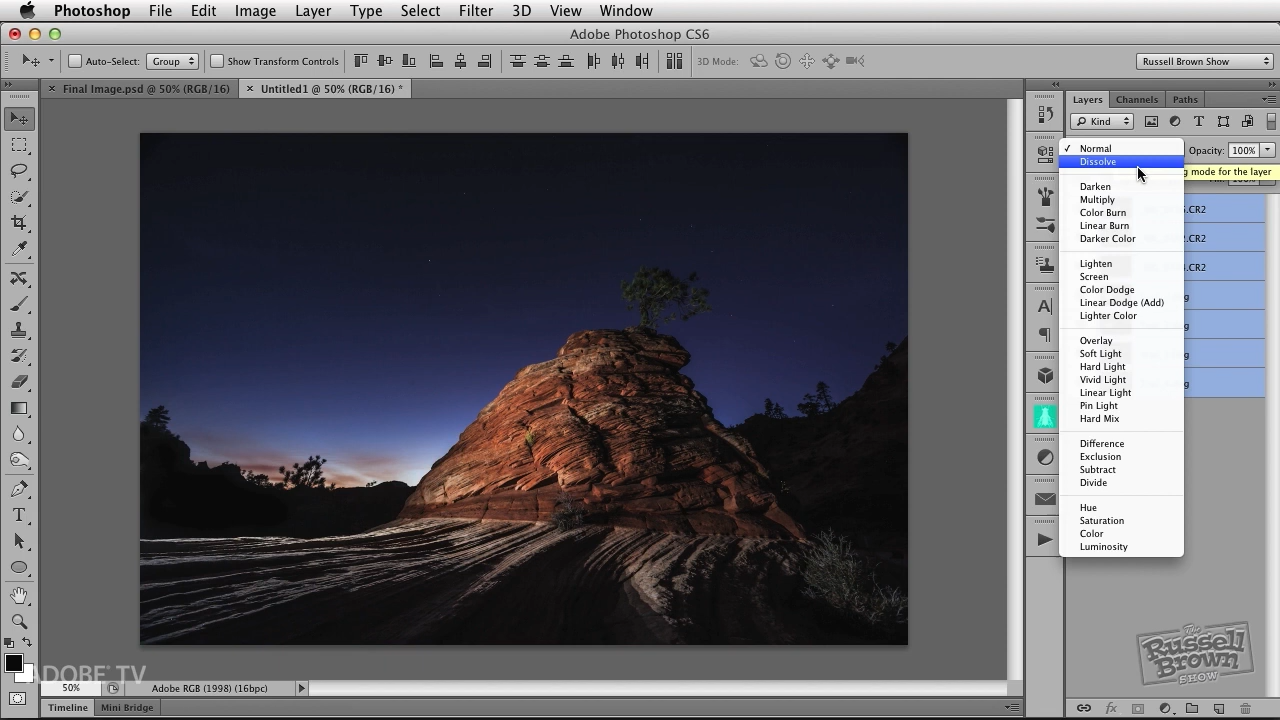 Photoshop File Edit Image Layer Type Select Filter 3D View Window
Adobe Photoshop CS6
Auto-Select: Group Show Transform Controls 3D Mode: Russell Brown Show
× Final Image.psd @ 50% (RGB/16) × Untitled1 @ 50% (RGB/16) *
Layers Channels Paths
Kind
Opacity: 100%
✓ Normal
Dissolve
g mode for the layer
Darken
Multiply
Color Burn
Linear Burn
Darker Color
Lighten
Screen
Color Dodge
Linear Dodge (Add)
Lighter Color
Overlay
Soft Light
Hard Light
Vivid Light
Linear Light
Pin Light
Hard Mix
Difference
Exclusion
Subtract
Divide
Hue
Saturation
Color
Luminosity
.CR2
.CR2
.CR2
The
Russell
Brown
SHOW
ADOBE TV
50% Adobe RGB (1998) (16bpc)
Timeline Mini Bridge
fx